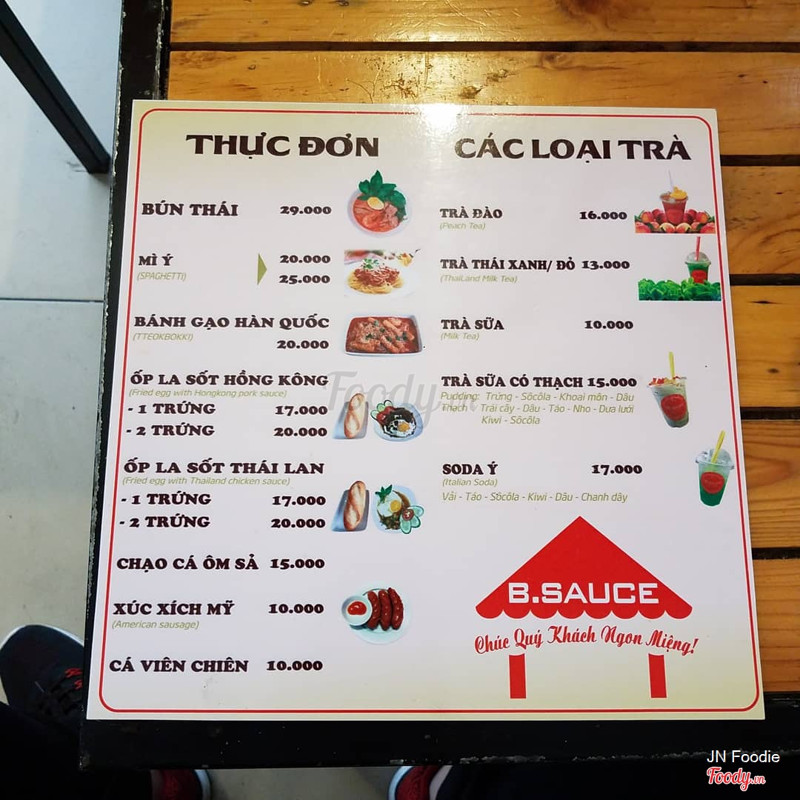 THỰC ĐƠN
BÚN THÁI 29.000
MÌ Ý 20.000
(SPAGHETTI) 25.000
BÁNH GẠO HÀN QUỐC
(TTEOKBOKKI) 20.000
ỐP LA SỐT HỒNG KÔNG
(Fried egg with Hongkong pork sauce)
- 1 TRỨNG 17.000
- 2 TRỨNG 20.000
ỐP LA SỐT THÁI LAN
(Fried egg with Thailand chicken sauce)
- 1 TRỨNG 17.000
- 2 TRỨNG 20.000
CHẠO CÁ ÔM SẢ 15.000
XÚC XÍCH MỸ 10.000
(American sausage)
CÁ VIÊN CHIÊN 10.000
CÁC LOẠI TRÀ
TRÀ ĐÀO 16.000
(Peach Tea)
TRÀ THÁI XANH/ ĐỎ 13.000
(ThaiLand Milk Tea)
TRÀ SỮA 10.000
(Milk Tea)
TRÀ SỮA CÓ THẠCH 15.000
Pudding: Trứng - Sôcôla - Khoai môn - Dâu
Thạch : Trái cây - Dâu - Táo - Nho - Dưa lưới
Kiwi - Sôcôla
SODA Ý 17.000
(Italian Soda)
Vải - Táo - Sôcôla - Kiwi - Dâu - Chanh dây
B.SAUCE
Chúc Quý Khách Ngon Miệng!
Foody.vn
JN Foodie
Foody.vn